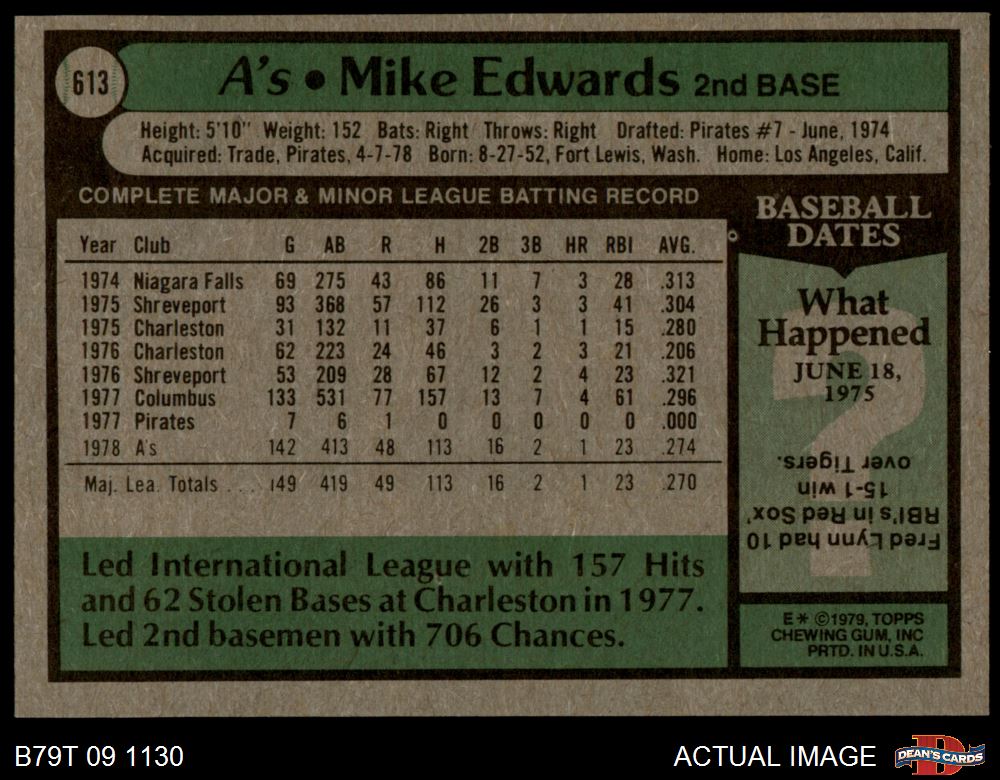 613
A's • Mike Edwards 2nd BASE
Height: 5'10" Weight: 152 Bats: Right Throws: Right Drafted: Pirates #7 - June, 1974
Acquired: Trade, Pirates, 4-7-78 Born: 8-27-52, Fort Lewis, Wash. Home: Los Angeles, Calif.
COMPLETE MAJOR & MINOR LEAGUE BATTING RECORD
Year Club G AB R H 2B 3B HR RBI AVG.
1974 Niagara Falls 69 275 43 86 11 7 3 28 .313
1975 Shreveport 93 368 57 112 26 3 3 41 .304
1975 Charleston 31 132 11 37 6 1 1 15 .280
1976 Charleston 62 223 24 46 3 2 3 21 .206
1976 Shreveport 53 209 28 67 12 2 4 23 .321
1977 Columbus 133 531 77 157 13 7 4 61 .296
1977 Pirates 7 6 1 0 0 0 0 0 .000
1978 A's 142 413 48 113 16 2 1 23 .274
Maj. Lea. Totals . . . 149 419 49 113 16 2 1 23 .270
Led International League with 157 Hits
and 62 Stolen Bases at Charleston in 1977.
Led 2nd basemen with 706 Chances.
BASEBALL
DATES
What
Happened
JUNE 18,
1975
Fred Lynn had 10
RBI's in Red Sox'
15-1 win
over Tigers.
E* ©1979, TOPPS
CHEWING GUM, INC
PRTD. IN U.S.A.
B79T 09 1130
ACTUAL IMAGE
D
DEAN'S CARDS